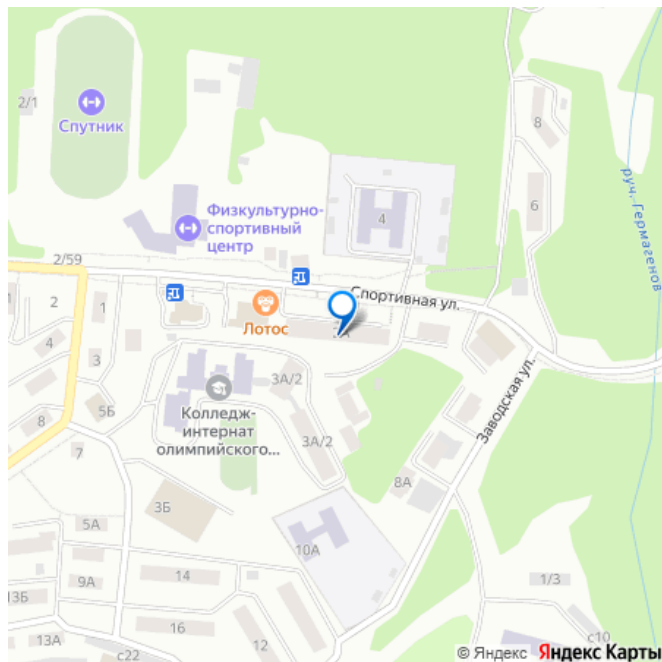 8
2/1
Спутник
руч. Гермагенов
6
Физкультурно-
спортивный
центр
4
2/59
Спортивная ул.
2
1
Лотос
4
3
3А/2
Заводская ул.
5Б
Колледж-
интернат
олимпийского...
8
3А/2
7
8А
3Б
5А
10А
14
9А
1/3
13Б
16
12
13А
с22
с10
© Яндекс Яндекс Карты